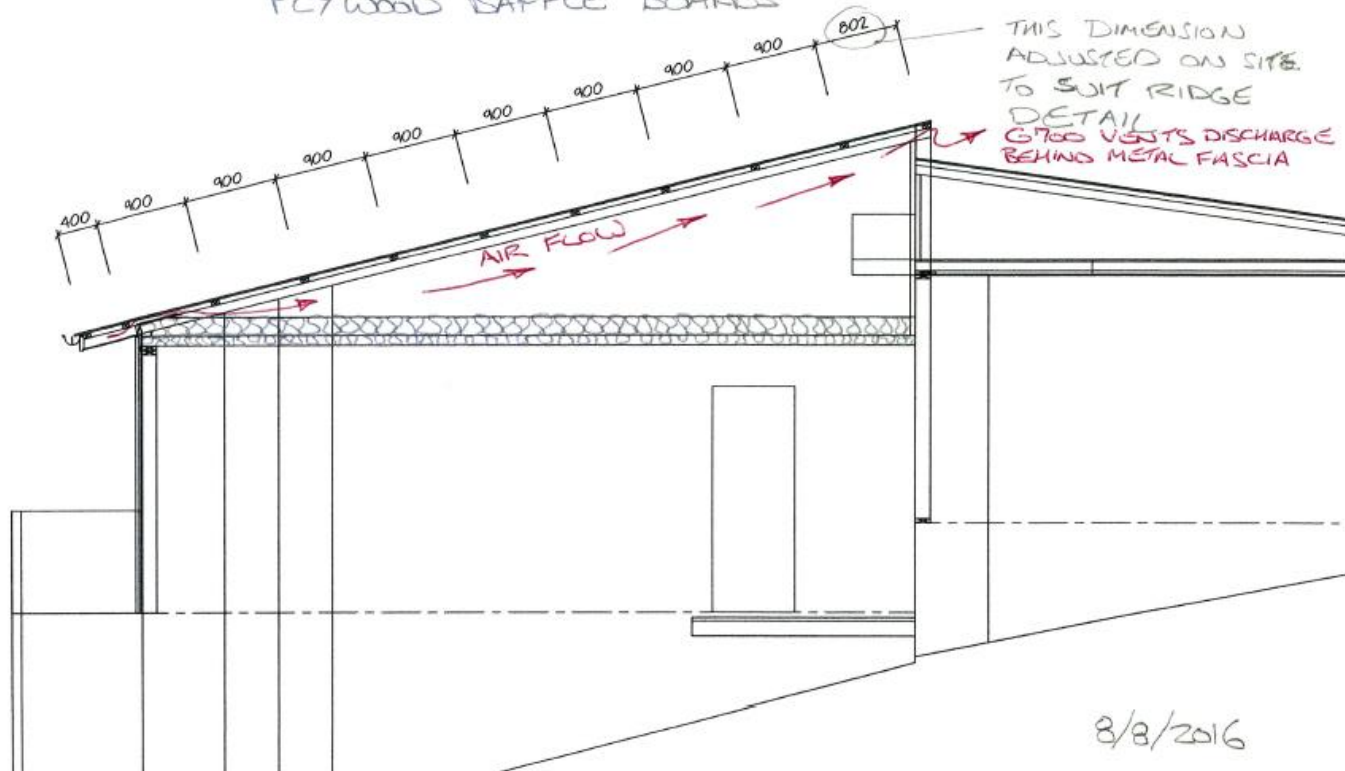 PLYWOOD BAFFLE BOARDS
400
900
900
900
900
900
900
900
900
802
THIS DIMENSION
ADJUSTED ON SITE
TO SUIT RIDGE
DETAIL
G700 VENTS DISCHARGE
BEHIND METAL FASCIA
AIR FLOW
8/8/2016